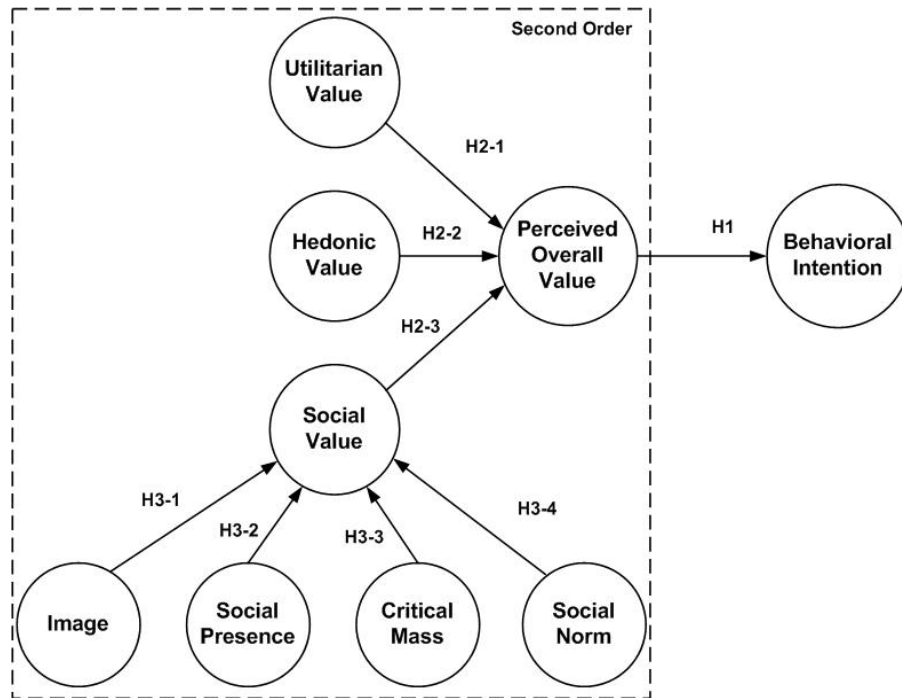 Second Order
Utilitarian
Value
H2-1
Hedonic
Value
H2-2
Perceived
Overall
Value
H1
Behavioral
Intention
H2-3
Social
Value
H3-1
H3-2
H3-3
H3-4
Image
Social
Presence
Critical
Mass
Social
Norm